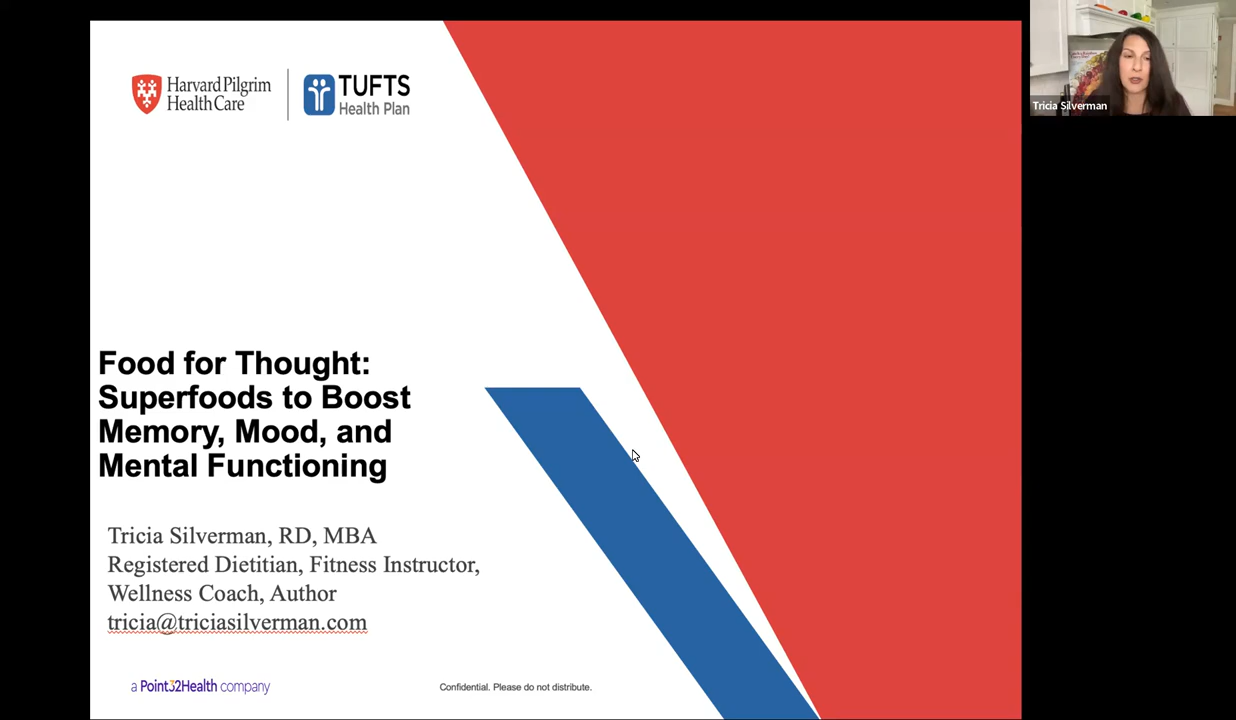 Harvard Pilgrim
HealthCare
TUFTS
Health Plan
Tricia Silverman
Food for Thought:
Superfoods to Boost
Memory, Mood, and
Mental Functioning
Tricia Silverman, RD, MBA
Registered Dietitian, Fitness Instructor,
Wellness Coach, Author
tricia@triciasilverman.com
a Point32Health company
Confidential. Please do not distribute.